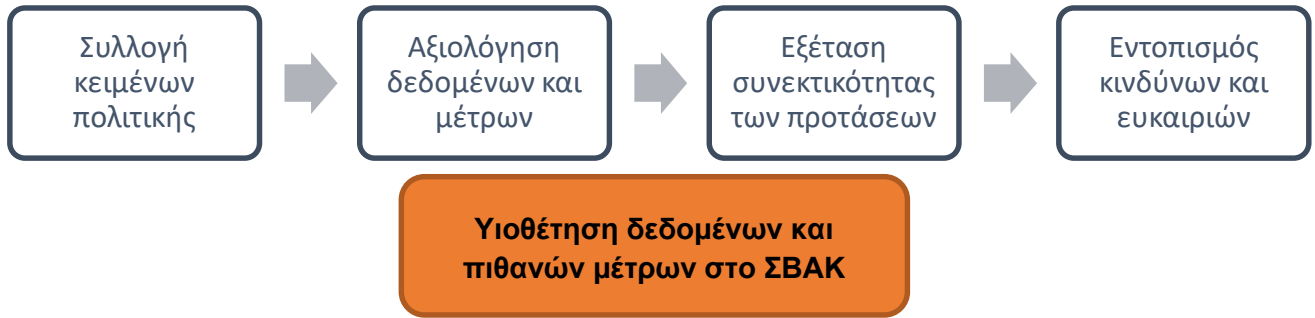 Συλλογή
κειμένων
πολιτικής
Αξιολόγηση
δεδομένων και
μέτρων
Εξέταση
συνεκτικότητας
των προτάσεων
Εντοπισμός
κινδύνων και
ευκαιριών
Υιοθέτηση δεδομένων και
πιθανών μέτρων στο ΣΒΑΚ